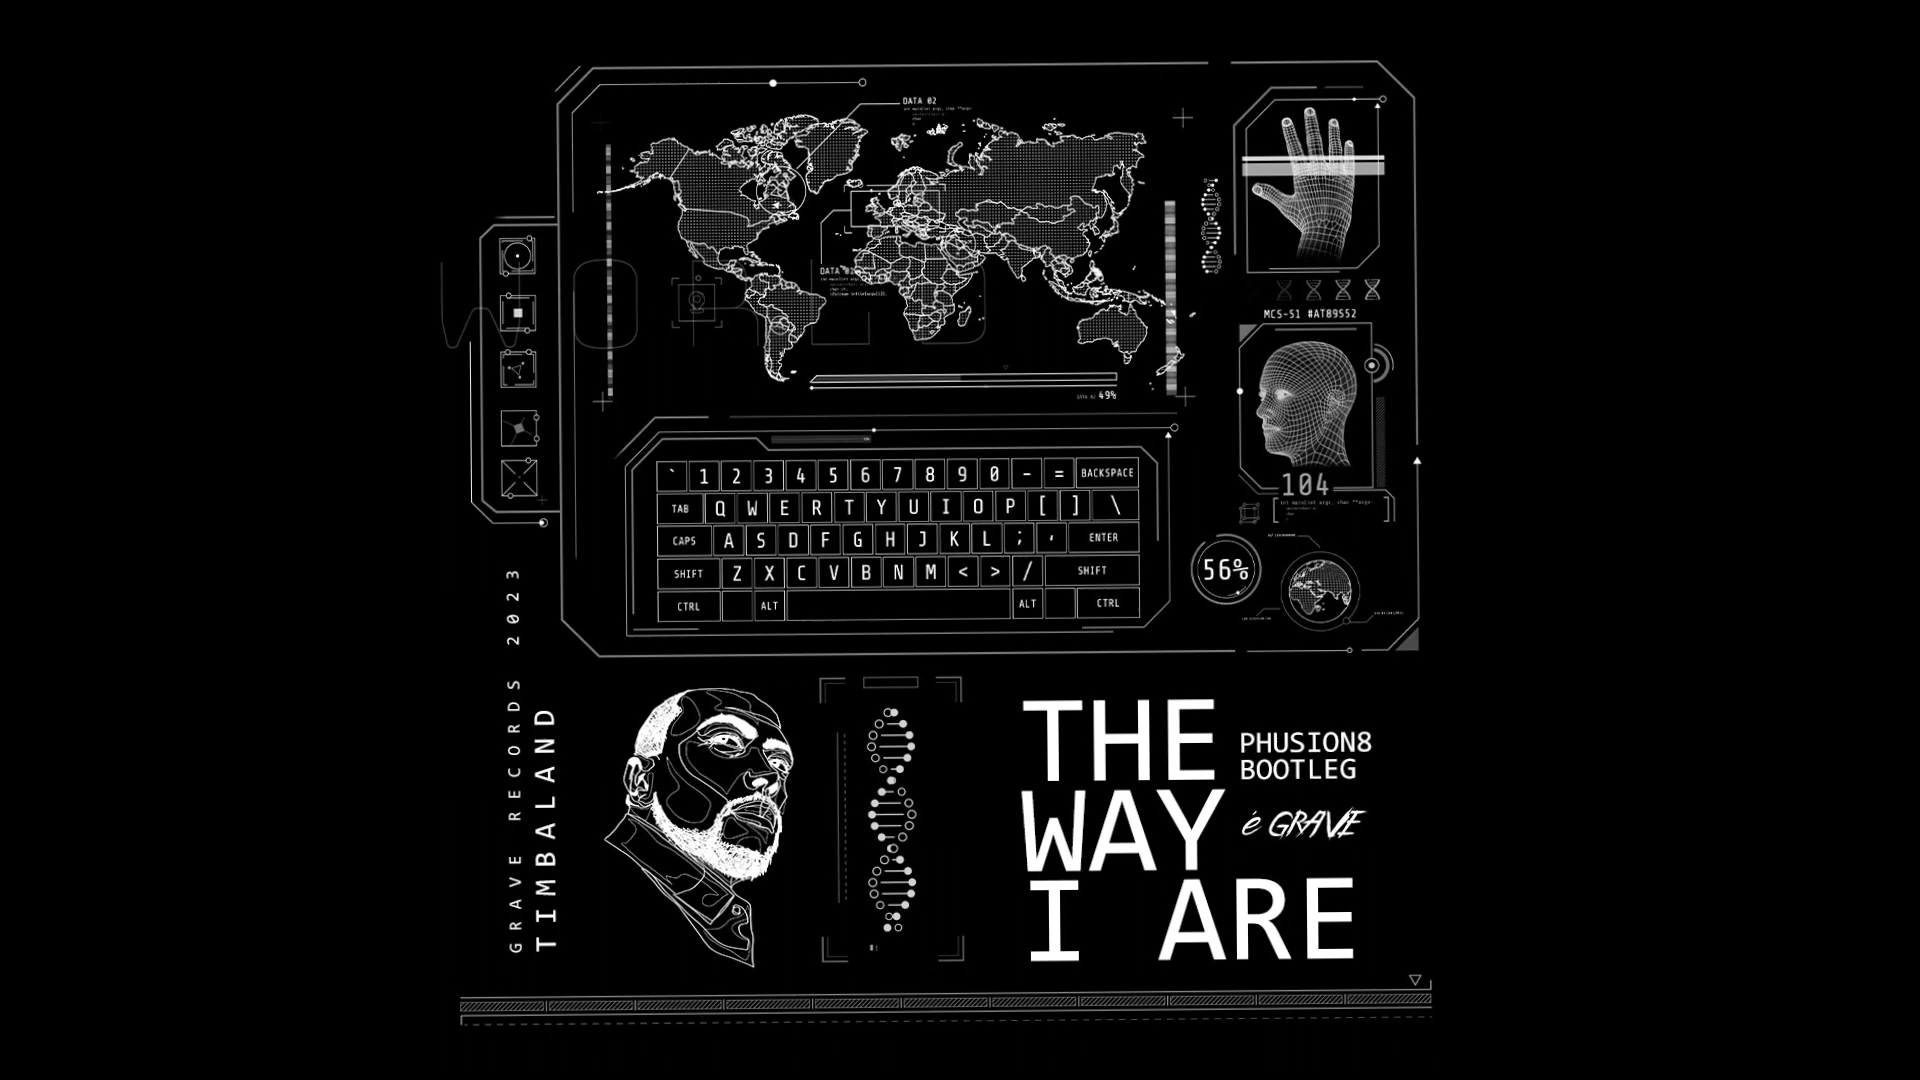 DATA 02
DATA 01
49%
MCS-51 #AT89S52
104
56%
` 1 2 3 4 5 6 7 8 9 0 - = BACKSPACE
TAB Q W E R T Y U I O P [ ] \
CAPS A S D F G H J K L ; ' ENTER
SHIFT Z X C V B N M < > / SHIFT
CTRL ALT ALT CTRL
GRAVE RECORDS 2023
TIMBALAND
THE
WAY
I ARE
PHUSION8
BOOTLEG
é GRAVE